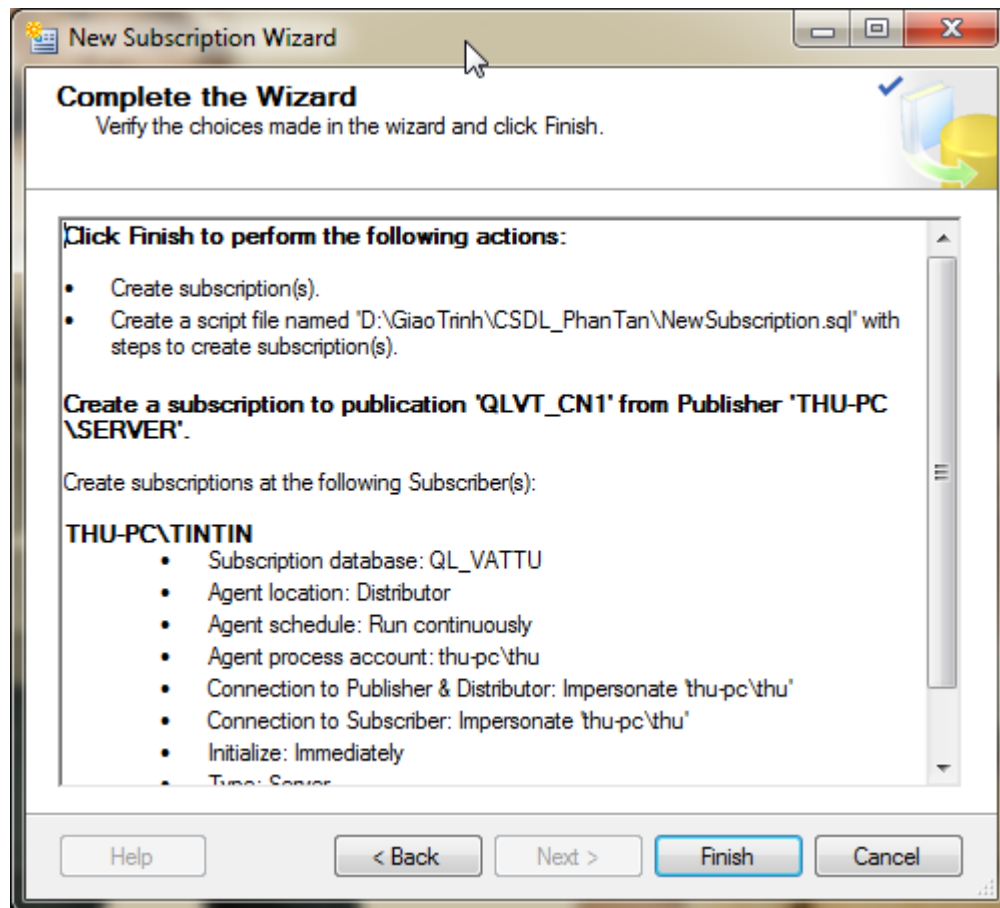 New Subscription Wizard
Complete the Wizard
Verify the choices made in the wizard and click Finish.
Click Finish to perform the following actions:
• Create subscription(s).
• Create a script file named 'D:\GiaoTrinh\CSDL_PhanTan\NewSubscription.sql' with
steps to create subscription(s).
Create a subscription to publication 'QLVT_CN1' from Publisher 'THU-PC
\SERVER'.
Create subscriptions at the following Subscriber(s):
THU-PC\TINTIN
• Subscription database: QL_VATTU
• Agent location: Distributor
• Agent schedule: Run continuously
• Agent process account: thu-pc\thu
• Connection to Publisher & Distributor: Impersonate 'thu-pc\thu'
• Connection to Subscriber: Impersonate 'thu-pc\thu'
• Initialize: Immediately
• Type: Server
Help
< Back
Next >
Finish
Cancel